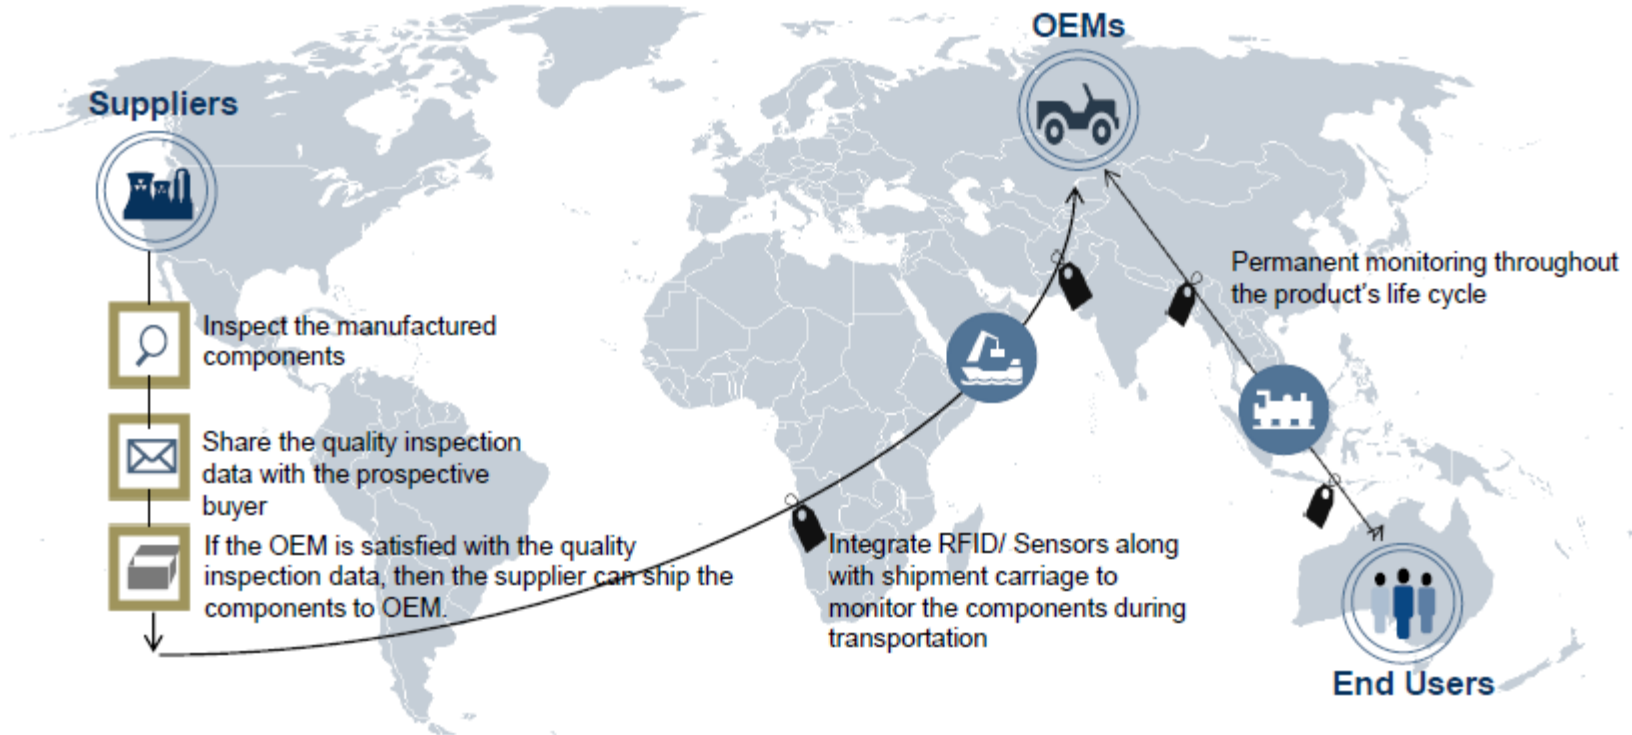 OEMs
Suppliers
Permanent monitoring throughout
the product's life cycle
Inspect the manufactured
components
Share the quality inspection
data with the prospective
buyer
If the OEM is satisfied with the quality
inspection data, then the supplier can ship the
components to OEM.
Integrate RFID/ Sensors along
with shipment carriage to
monitor the components during
transportation
End Users